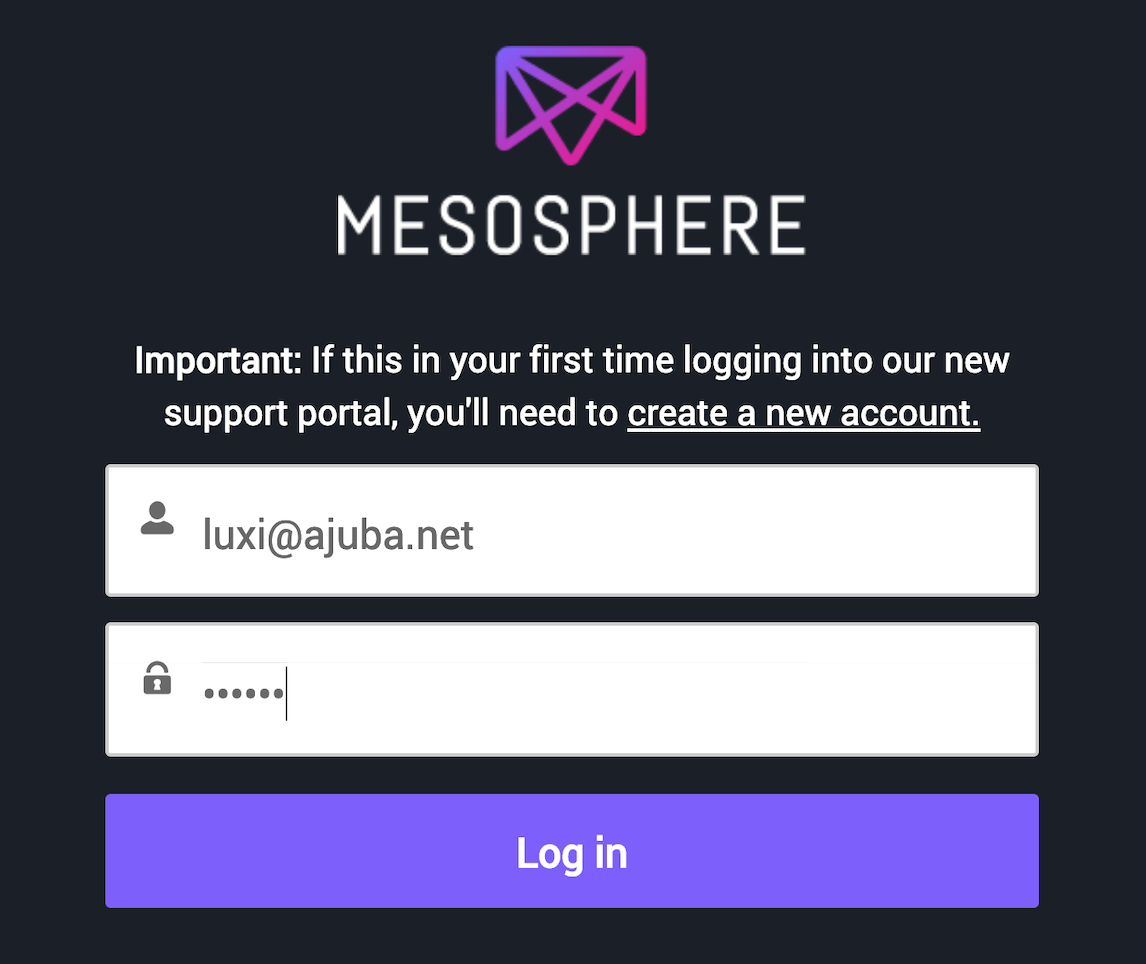 MESOSPHERE
Important: If this in your first time logging into our new
support portal, you'll need to create a new account.
luxi@ajuba.net
••••••
Log in